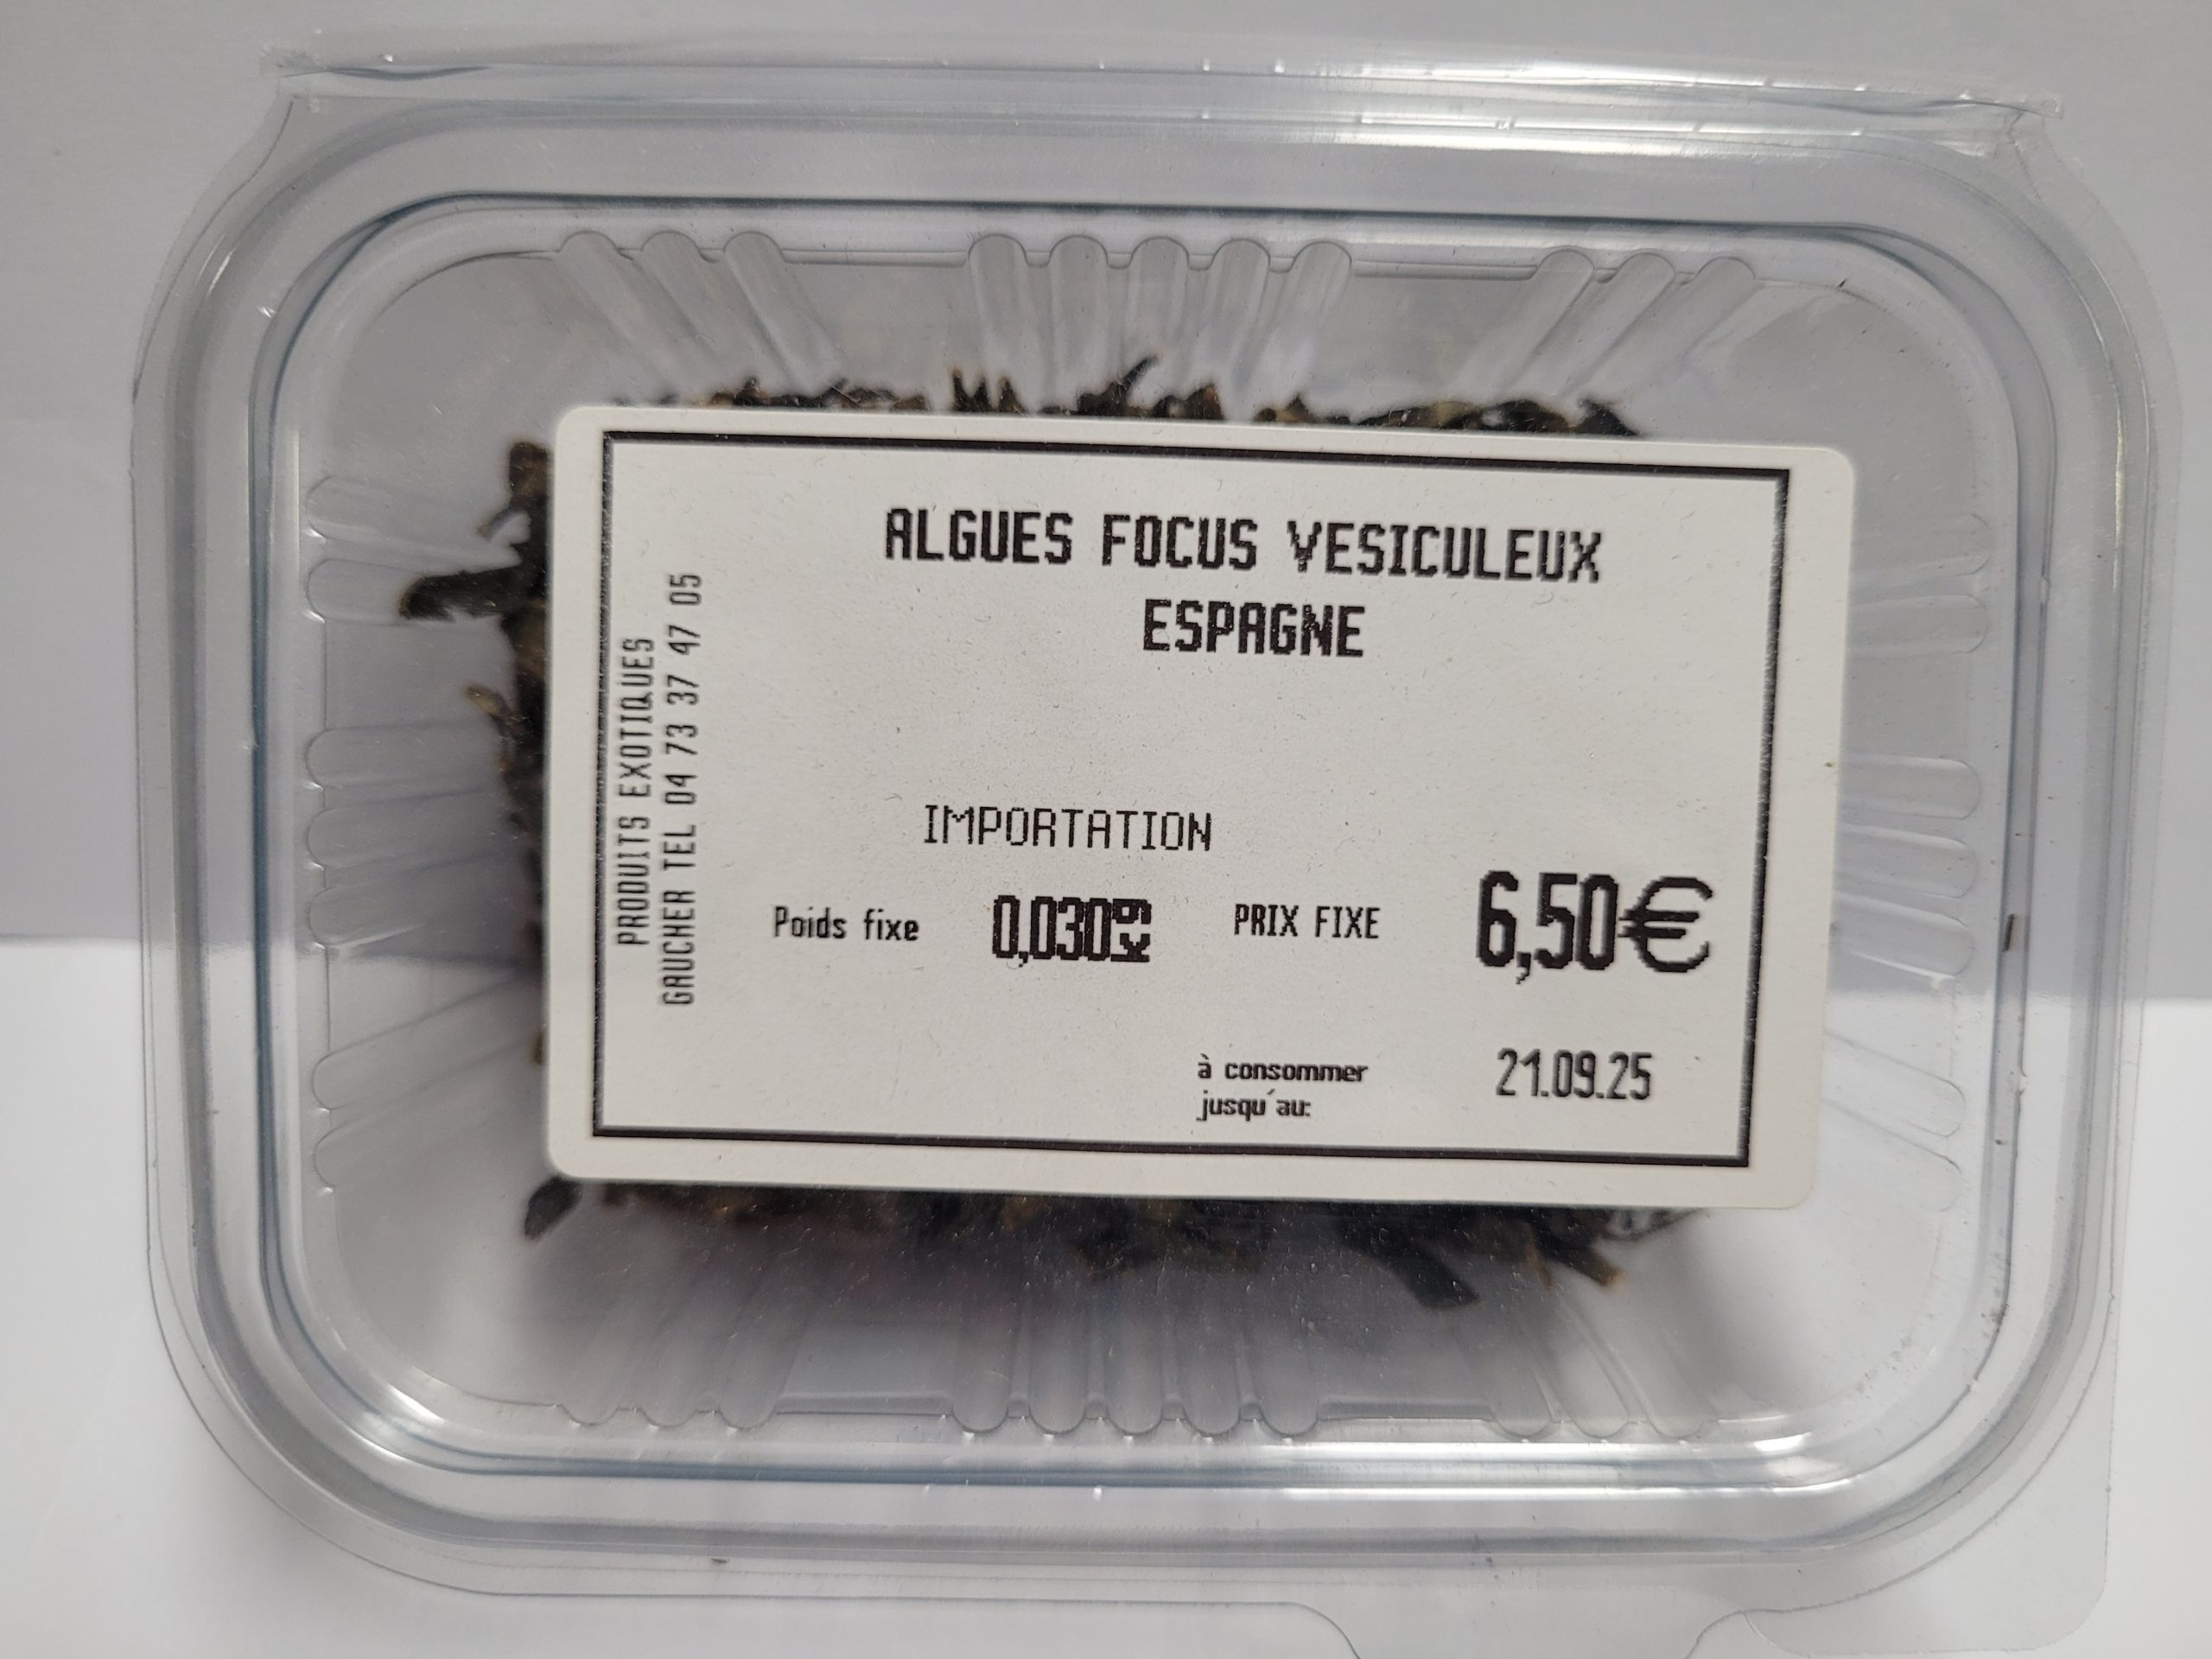 ALGUES FOCUS VESICULEUX
ESPAGNE
PRODUITS EXOTIQUES
GAUCHER TEL 04 73 37 47 05
IMPORTATION
Poids fixe 0,030kg PRIX FIXE 6,50€
à consommer 21.09.25
jusqu'au: